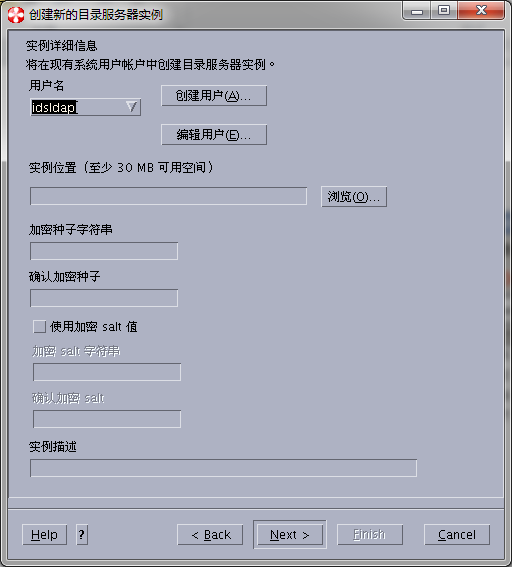 创建新的目录服务器实例
实例详细信息
将在现有系统用户帐户中创建目录服务器实例。
用户名
idsldap
创建用户(A)...
编辑用户(E)...
实例位置（至少 30 MB 可用空间）
浏览(O)...
加密种子字符串
确认加密种子
使用加密 salt 值
加密 salt 字符串
确认加密 salt
实例描述
Help ? < Back Next > Finish Cancel